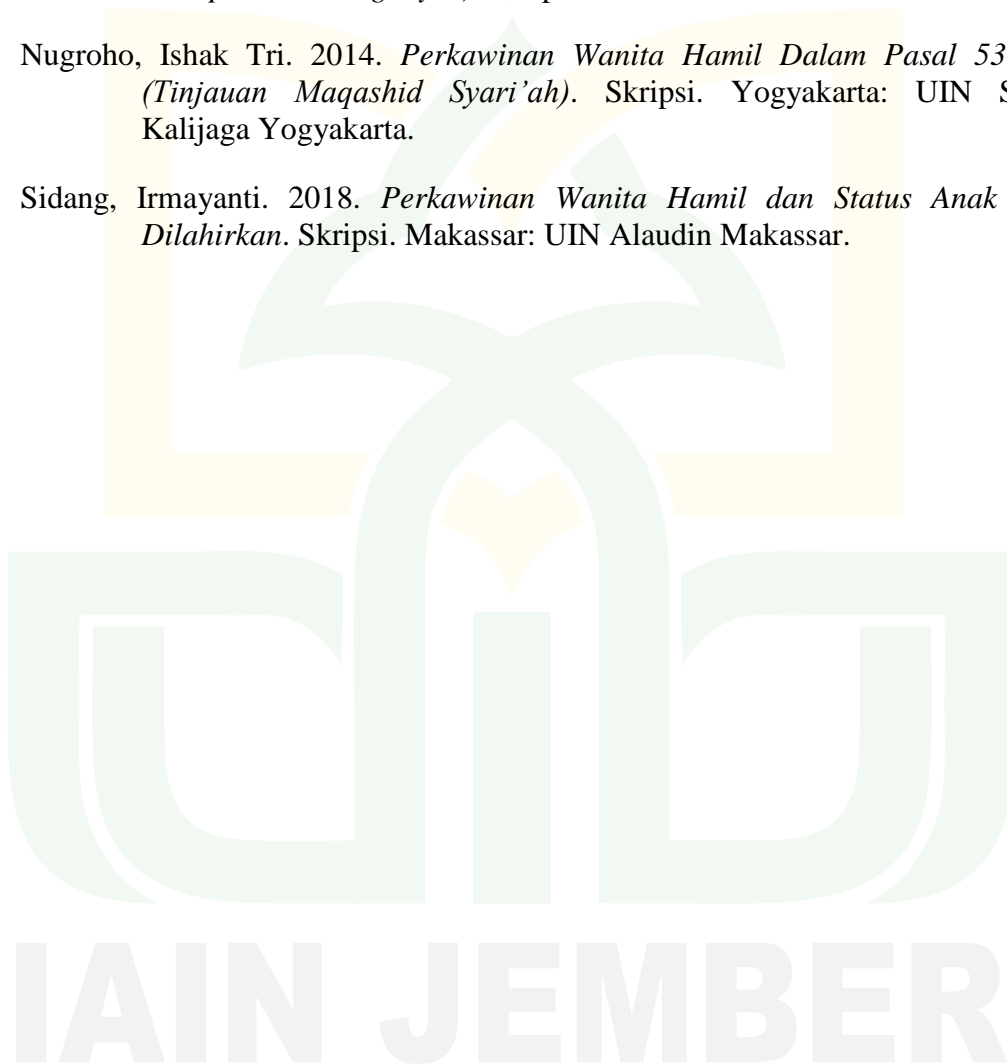 Nugroho, Ishak Tri. 2014. Perkawinan Wanita Hamil Dalam Pasal 53
(Tinjauan Maqashid Syari’ah). Skripsi. Yogyakarta: UIN
Kalijaga Yogyakarta.
Sidang, Irmayanti. 2018. Perkawinan Wanita Hamil dan Status Anak
Dilahirkan. Skripsi. Makassar: UIN Alaudin Makassar.
IAIN JEMBER